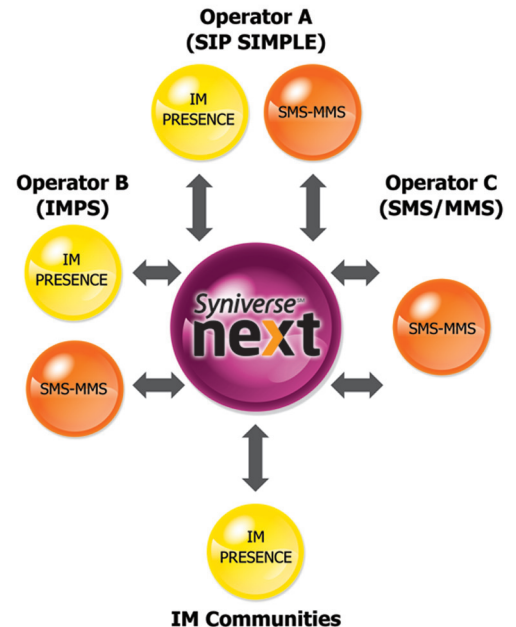 Operator A
(SIP SIMPLE)
IM
PRESENCE
SMS-MMS
Operator B
(IMPS)
IM
PRESENCE
SMS-MMS
Operator C
(SMS/MMS)
SMS-MMS
Syniverse℠
next
IM
PRESENCE
IM Communities